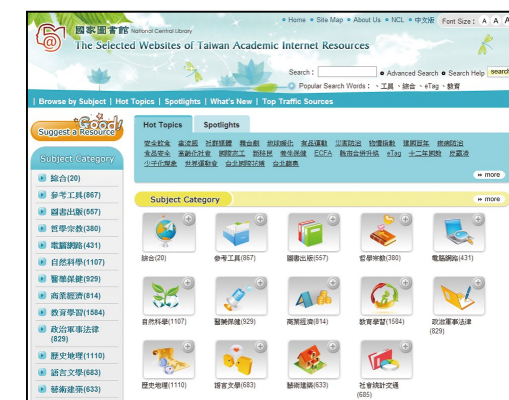 Home Site Map About Us NCL 中文版 Font Size: A A A
國家圖書館 National Central Library
The Selected Websites of Taiwan Academic Internet Resources
Search: Advanced Search Search Help search
Popular Search Words: 、工具、綜合、eTag、教育
| Browse by Subject | Hot Topics | Spotlights | What's New | Top Traffic Sources
Good!
Suggest a Resource
Hot Topics Spotlights
ECFA eTag 十二年國教
more
Subject Category
綜合(20)
參考工具(867)
圖書出版(557)
哲學宗教(380)
電腦網路(431)
自然科學(1107)
醫藥保健(929)
商業經濟(814)
教育學習(1584)
政治軍事法律
(829)
歷史地理(1110)
語言文學(683)
藝術建築(633)
Subject Category more
綜合(20) 參考工具(867) 圖書出版(557) 哲學宗教(380) 電腦網路(431)
自然科學(1107) 醫藥保健(929) 商業經濟(814) 教育學習(1584) 政治軍事法律
(829)
歷史地理(1110) 語言文學(683) 藝術建築(633) 社會統計交通
(685)